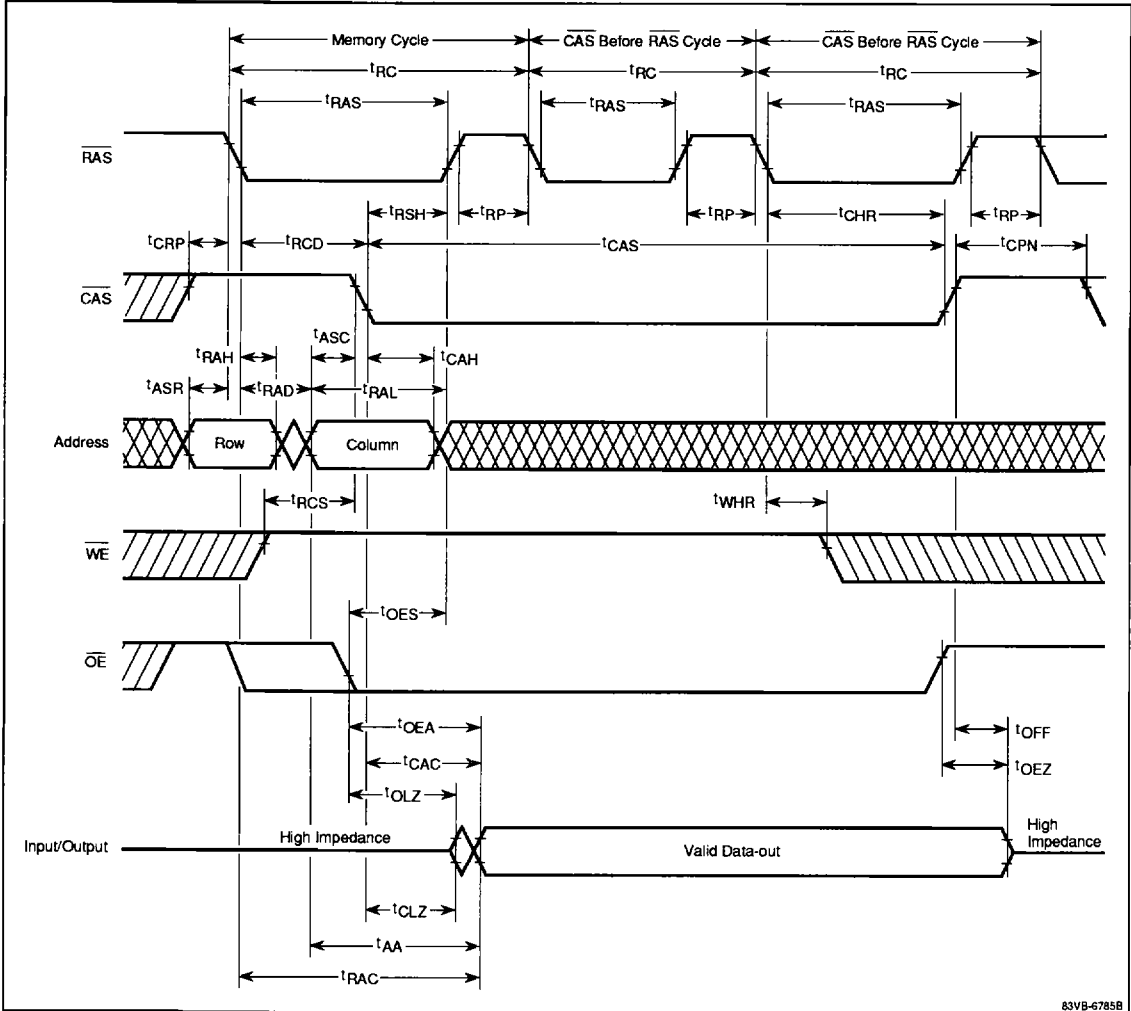 Memory Cycle CAS Before RAS Cycle CAS Before RAS Cycle
tRC tRC tRC
tRAS tRAS tRAS
RAS
tRSH tRP tRP tCHR tRP
tCRP tRCD tCAS tCPN
CAS
tASC
tRAH tCAH
tASR tRAD tRAL
Address Row Column
tRCS tWHR
WE
tOES
OE
tOEA tOFF
tCAC tOEZ
tOLZ
High Impedance High Impedance
Input/Output Valid Data-out
tCLZ
tAA
tRAC
83VB-6785B